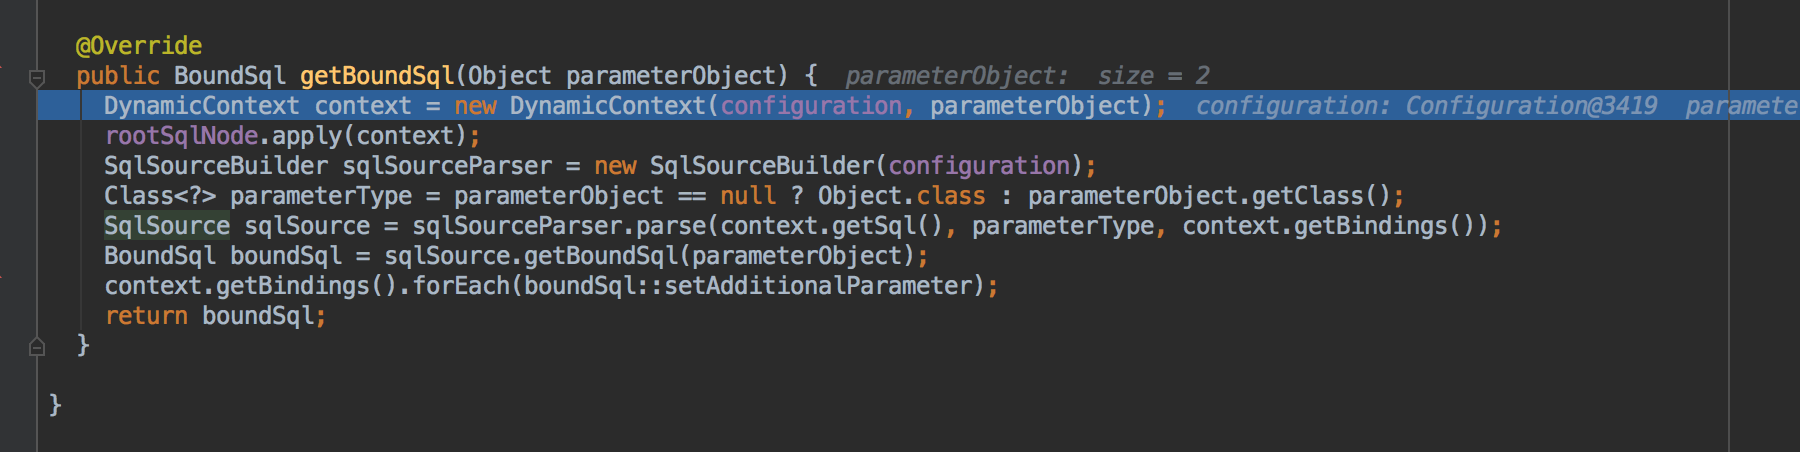 @Override
public BoundSql getBoundSql(Object parameterObject) {  parameterObject:  size = 2
DynamicContext context = new DynamicContext(configuration, parameterObject);  configuration: Configuration@3419  paramete
rootSqlNode.apply(context);
SqlSourceBuilder sqlSourceParser = new SqlSourceBuilder(configuration);
Class<?> parameterType = parameterObject == null ? Object.class : parameterObject.getClass();
SqlSource sqlSource = sqlSourceParser.parse(context.getSql(), parameterType, context.getBindings());
BoundSql boundSql = sqlSource.getBoundSql(parameterObject);
context.getBindings().forEach(boundSql::setAdditionalParameter);
return boundSql;
}
}